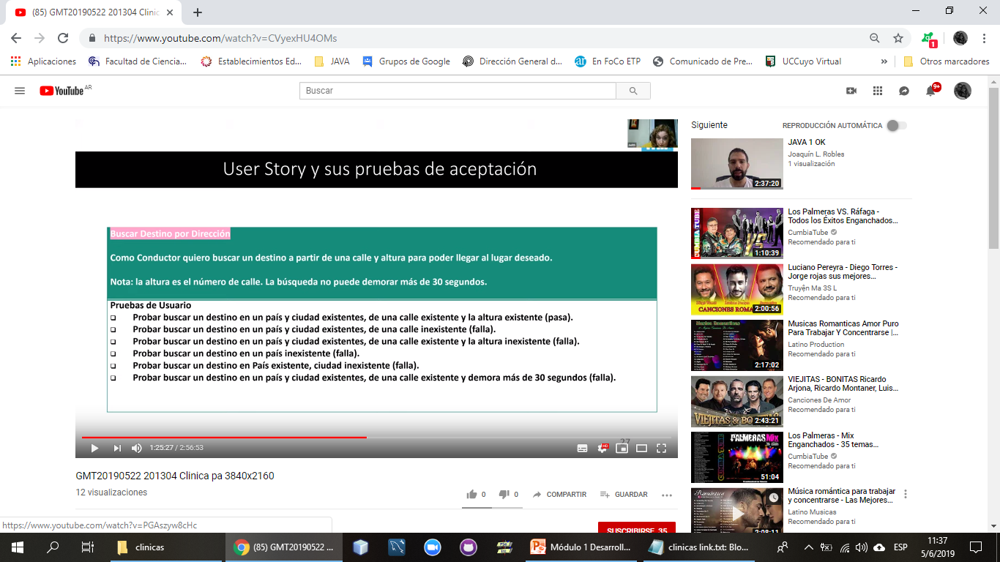 (85) GMT20190522 201304 Clinic
https://www.youtube.com/watch?v=CVyexHU4OMs
1
Aplicaciones
Facultad de Ciencia...
Establecimientos Ed...
JAVA
Grupos de Google
Dirección General d...
En FoCo ETP
Comunicado de Pre...
UCCuyo Virtual
»
Otros marcadores
YouTube AR
Buscar
9+
User Story y sus pruebas de aceptación
Buscar Destino por Dirección
Como Conductor quiero buscar un destino a partir de una calle y altura para poder llegar al lugar deseado.
Nota: la altura es el número de calle. La búsqueda no puede demorar más de 30 segundos.
Pruebas de Usuario
Probar buscar un destino en un país y ciudad existentes, de una calle existente y la altura existente (pasa).
Probar buscar un destino en un país y ciudad existentes, de una calle inexistente (falla).
Probar buscar un destino en un país y ciudad existentes, de una calle existente y la altura inexistente (falla).
Probar buscar un destino en un país inexistente (falla).
Probar buscar un destino en País existente, ciudad inexistente (falla).
Probar buscar un destino en un país y ciudad existentes, de una calle existente y demora más de 30 segundos (falla).
27
1:25:27 / 2:56:53
HD
GMT20190522 201304 Clinica pa 3840x2160
12 visualizaciones
0
0
COMPARTIR
GUARDAR
SUSCRIBIRSE 35
Siguiente
REPRODUCCIÓN AUTOMÁTICA
JAVA 1 OK
Joaquín L. Robles
1 visualización
2:37:20
Los Palmeras VS. Ráfaga -
Todos los Éxitos Enganchados...
CumbiaTube
Recomendado para ti
CUMBIA TUBE
VS
1:10:39
Luciano Pereyra - Diego Torres -
Jorge rojas sus mejores...
Truyện Ma 3S L
Recomendado para ti
CANCIONES ROMA
2:00:56
Musicas Romanticas Amor Puro
Para Trabajar Y Concentrarse |...
Latino Production
Recomendado para ti
2:17:02
VIEJITAS - BONITAS Ricardo
Arjona, Ricardo Montaner, Luis...
Canciones De Amor
Recomendado para ti
VIEJITAS & BO
2:43:21
Los Palmeras - Mix
Enganchados - 35 temas...
CumbiaTube
Recomendado para ti
PALMERAS MIX
51:04
Música romántica para trabajar
y concentrarse - Las Mejores...
Latino Musicas
Recomendado para ti
Romántica
2:08:11
https://www.youtube.com/watch?v=PGAszyw8cHc
clinicas
(85) GMT20190522 ...
Módulo 1 Desarroll...
clinicas link.txt: Blo...
ESP
11:37
5/6/2019